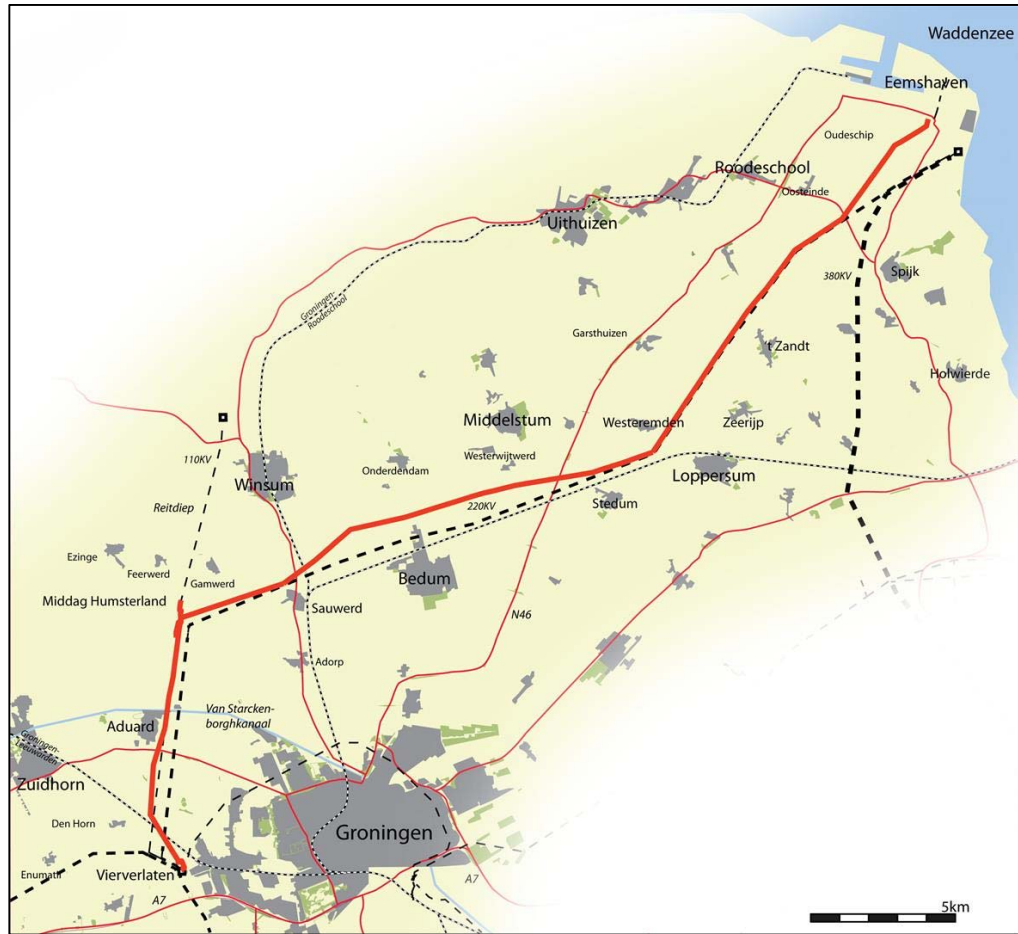 Waddenzee
Eemshaven
Oudeschip
Roodeschool
Oosteinde
Uithuizen
Spijk
380KV
Groningen-
Roodeschool
Garsthuizen
't Zandt
Holwierde
Middelstum
Westeremden
Zeerijp
110KV
Winsum
Onderdendam
Westerwijtwerd
Loppersum
Reitdiep
220KV
Stedum
Ezinge
Feerwerd
Gamwerd
Bedum
Middag Humsterland
Sauwerd
N46
Adorp
Van Starcken-
borghkanaal
Aduard
Groningen-
Leeuwarden
Zuidhorn
Den Horn
Groningen
Enumatil
Vierverlaten
A7
A7
5km